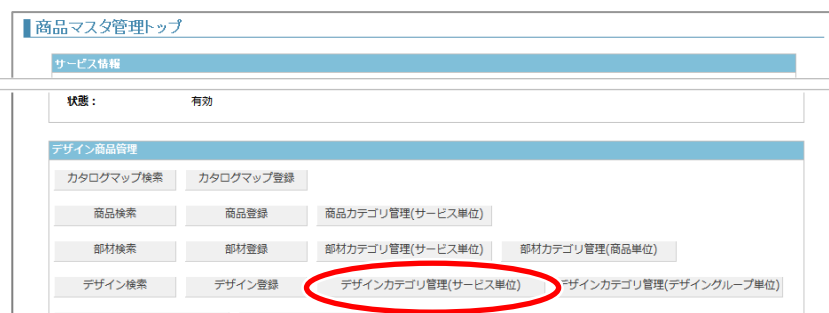 商品マスタ管理トップ
サービス情報
状態： 有効
デザイン商品管理
カタログマップ検索 カタログマップ登録
商品検索 商品登録 商品カテゴリ管理(サービス単位)
部材検索 部材登録 部材カテゴリ管理(サービス単位) 部材カテゴリ管理(商品単位)
デザイン検索 デザイン登録 デザインカテゴリ管理(サービス単位) デザインカテゴリ管理(デザイングループ単位)